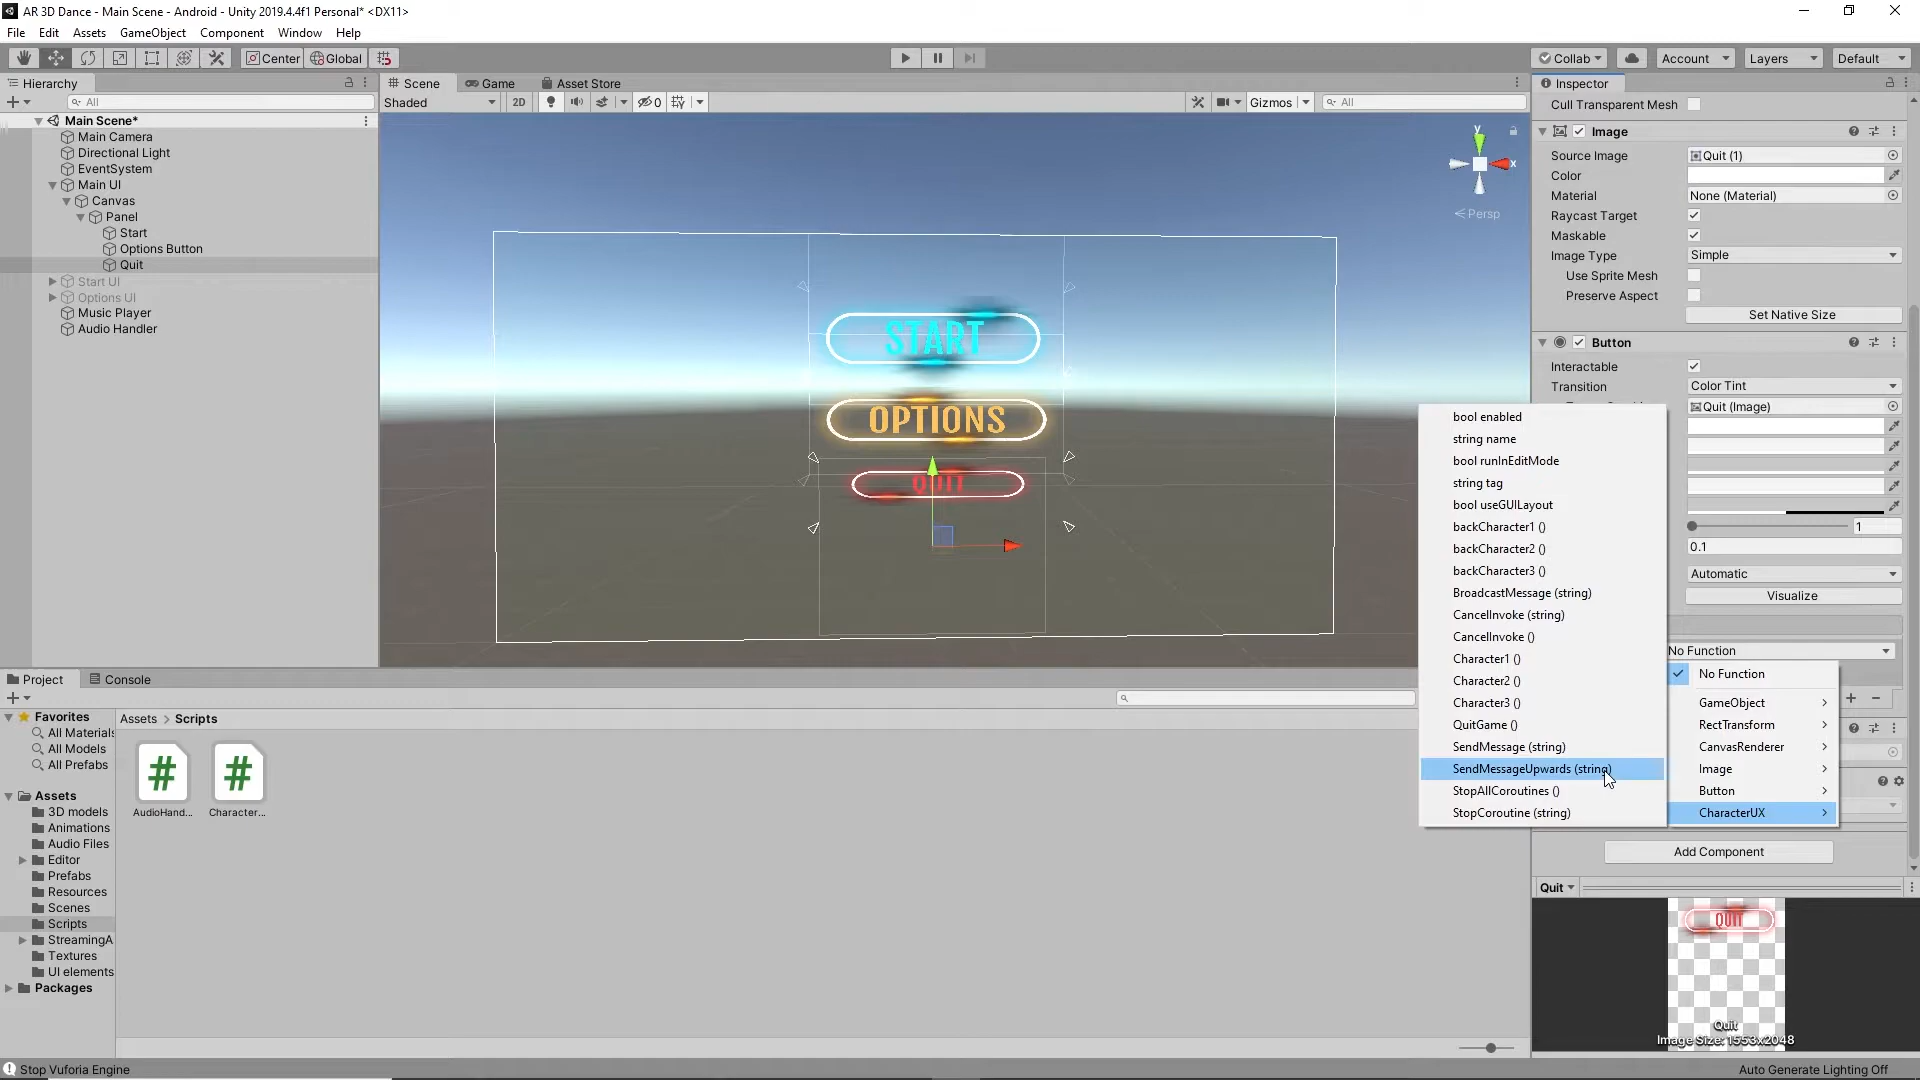 AR 3D Dance - Main Scene - Android - Unity 2019.4.4f1 Personal* <DX11>
File Edit Assets GameObject Component Window Help
Center Global Collab Account Layers Default
Hierarchy
All
Main Scene*
Main Camera
Directional Light
EventSystem
Main UI
Canvas
Panel
Start
Options Button
Quit
Start UI
Options UI
Music Player
Audio Handler
Scene Game Asset Store
Shaded 2D 0 Gizmos All
y
x
Persp
START
OPTIONS
QUIT
Inspector
Cull Transparent Mesh
Image
Source Image Quit (1)
Color
Material None (Material)
Raycast Target
Maskable
Image Type Simple
Use Sprite Mesh
Preserve Aspect
Set Native Size
Button
Interactable
Transition Color Tint
Quit (Image)
1
0.1
Automatic
Visualize
No Function
bool enabled
string name
bool runInEditMode
string tag
bool useGUILayout
backCharacter1 ()
backCharacter2 ()
backCharacter3 ()
BroadcastMessage (string)
CancelInvoke (string)
CancelInvoke ()
Character1 ()
Character2 ()
Character3 ()
QuitGame ()
SendMessage (string)
SendMessageUpwards (string)
StopAllCoroutines ()
StopCoroutine (string)
No Function
GameObject
RectTransform
CanvasRenderer
Image
Button
CharacterUX
Add Component
Quit
QUIT
Quit
Image Size: 1553x2048
Project Console
Favorites
All Materials
All Models
All Prefabs
Assets
3D models
Animations
Audio Files
Editor
Prefabs
Resources
Scenes
Scripts
StreamingA
Textures
UI elements
Packages
Assets > Scripts
#
AudioHand...
#
Character...
Stop Vuforia Engine
Auto Generate Lighting Off